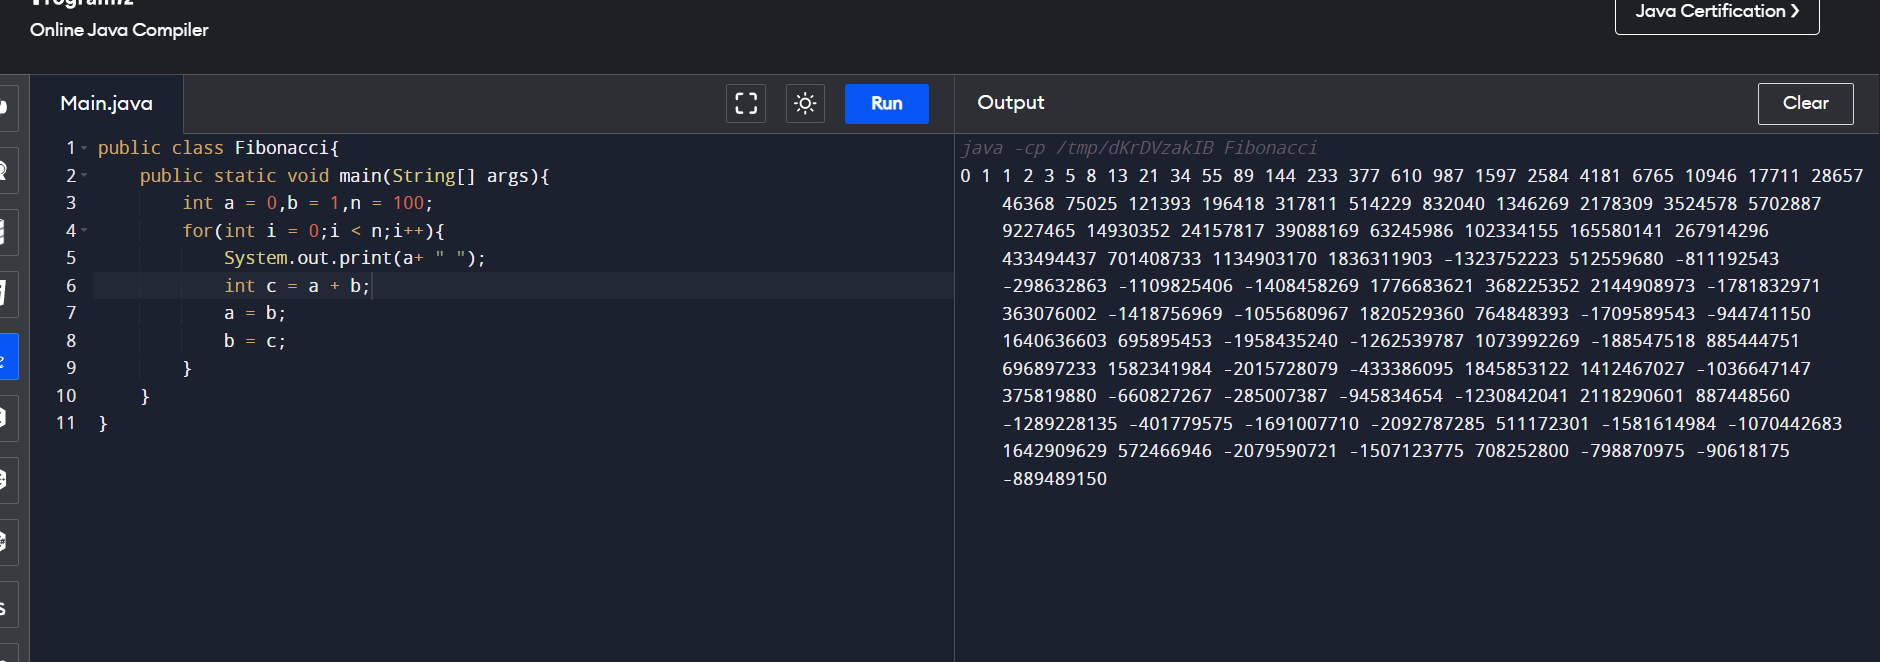 Programiz
Online Java Compiler
Java Certification ❯
Main.java
Run
Output
Clear
1 public class Fibonacci{
2 public static void main(String[] args){
3 int a = 0,b = 1,n = 100;
4 for(int i = 0;i < n;i++){
5 System.out.print(a+ " ");
6 int c = a + b;
7 a = b;
8 b = c;
9 }
10 }
11 }
java -cp /tmp/dKrDVzakIB Fibonacci
0 1 1 2 3 5 8 13 21 34 55 89 144 233 377 610 987 1597 2584 4181 6765 10946 17711 28657
46368 75025 121393 196418 317811 514229 832040 1346269 2178309 3524578 5702887
9227465 14930352 24157817 39088169 63245986 102334155 165580141 267914296
433494437 701408733 1134903170 1836311903 -1323752223 512559680 -811192543
-298632863 -1109825406 -1408458269 1776683621 368225352 2144908973 -1781832971
363076002 -1418756969 -1055680967 1820529360 764848393 -1709589543 -944741150
1640636603 695895453 -1958435240 -1262539787 1073992269 -188547518 885444751
696897233 1582341984 -2015728079 -433386095 1845853122 1412467027 -1036647147
375819880 -660827267 -285007387 -945834654 -1230842041 2118290601 887448560
-1289228135 -401779575 -1691007710 -2092787285 511172301 -1581614984 -1070442683
1642909629 572466946 -2079590721 -1507123775 708252800 -798870975 -90618175
-889489150